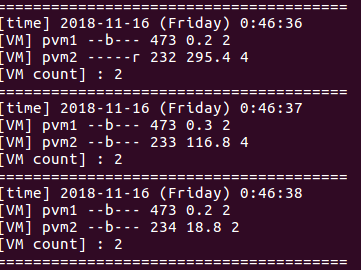 ===========================================
[time] 2018-11-16 (Friday) 0:46:36
[VM] pvm1 --b--- 473 0.2 2
[VM] pvm2 -----r 232 295.4 4
[VM count] : 2
===========================================
[time] 2018-11-16 (Friday) 0:46:37
[VM] pvm1 --b--- 473 0.3 2
[VM] pvm2 --b--- 233 116.8 4
[VM count] : 2
===========================================
[time] 2018-11-16 (Friday) 0:46:38
[VM] pvm1 --b--- 473 0.2 2
[VM] pvm2 --b--- 234 18.8 2
[VM count] : 2
===========================================